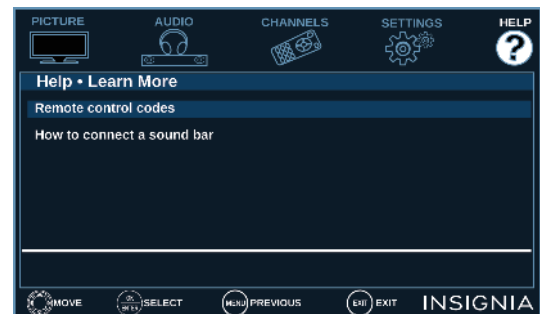 PICTURE AUDIO CHANNELS SETTINGS HELP
?
Help • Learn More
Remote control codes
How to connect a sound bar
MOVE OK ENTER SELECT MENU PREVIOUS EXIT EXIT INSIGNIA